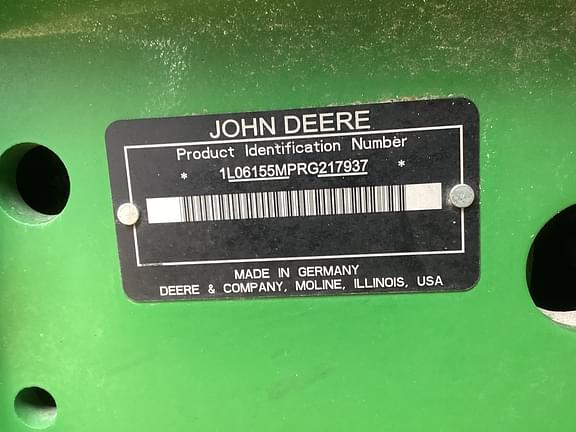 JOHN DEERE
Product Identification Number
* 1L06155MPRG217937 *
MADE IN GERMANY
DEERE & COMPANY, MOLINE, ILLINOIS, USA